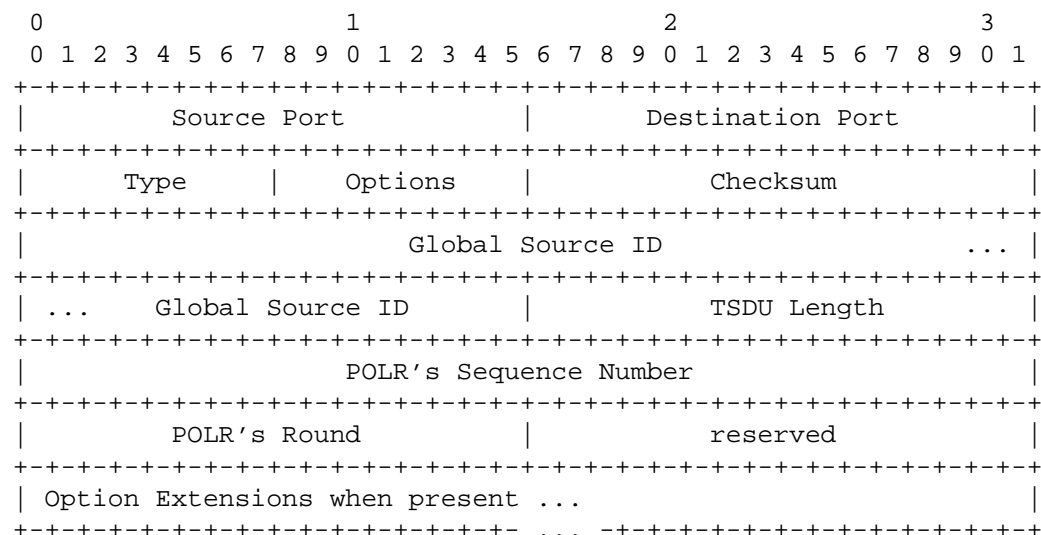 0                   1                   2                   3
 0 1 2 3 4 5 6 7 8 9 0 1 2 3 4 5 6 7 8 9 0 1 2 3 4 5 6 7 8 9 0 1
+-+-+-+-+-+-+-+-+-+-+-+-+-+-+-+-+-+-+-+-+-+-+-+-+-+-+-+-+-+-+-+-+
|         Source Port           |       Destination Port        |
+-+-+-+-+-+-+-+-+-+-+-+-+-+-+-+-+-+-+-+-+-+-+-+-+-+-+-+-+-+-+-+-+
|      Type     |    Options    |           Checksum            |
+-+-+-+-+-+-+-+-+-+-+-+-+-+-+-+-+-+-+-+-+-+-+-+-+-+-+-+-+-+-+-+-+
|                        Global Source ID                   ... |
+-+-+-+-+-+-+-+-+-+-+-+-+-+-+-+-+-+-+-+-+-+-+-+-+-+-+-+-+-+-+-+-+
| ...    Global Source ID       |           TSDU Length         |
+-+-+-+-+-+-+-+-+-+-+-+-+-+-+-+-+-+-+-+-+-+-+-+-+-+-+-+-+-+-+-+-+
|                    POLR's Sequence Number                     |
+-+-+-+-+-+-+-+-+-+-+-+-+-+-+-+-+-+-+-+-+-+-+-+-+-+-+-+-+-+-+-+-+
|         POLR's Round          |           reserved            |
+-+-+-+-+-+-+-+-+-+-+-+-+-+-+-+-+-+-+-+-+-+-+-+-+-+-+-+-+-+-+-+-+
| Option Extensions when present ...                            |
+-+-+-+-+-+-+-+-+-+-+-+-+-+-+-+- ... -+-+-+-+-+-+-+-+-+-+-+-+-+-+